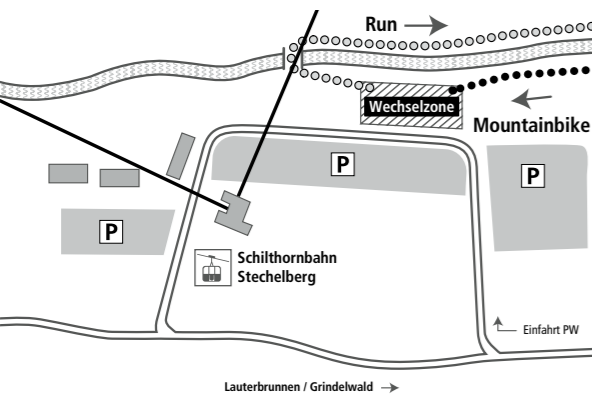 Run
Wechselzone
Mountainbike
P
P
P
Schilthornbahn
Stechelberg
Einfahrt PW
Lauterbrunnen / Grindelwald